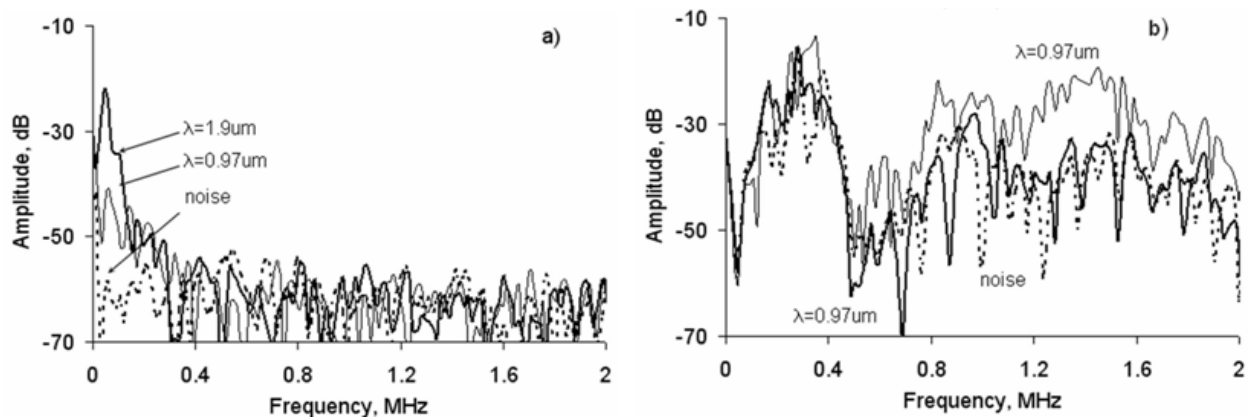 a)
-10
-30
-50
-70
Amplitude, dB
λ=1.9um
λ=0.97um
noise
0 0.4 0.8 1.2 1.6 2
Frequency, MHz
b)
-10
-30
-50
-70
Amplitude, dB
λ=0.97um
noise
λ=0.97um
0 0.4 0.8 1.2 1.6 2
Frequency, MHz